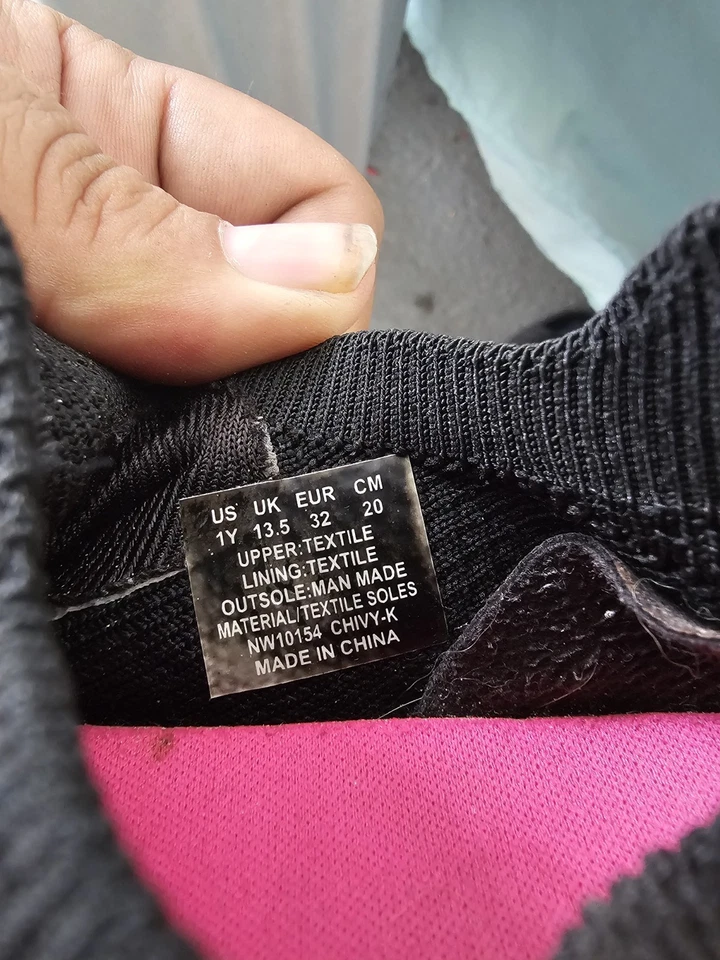 US UK EUR CM
1Y 13.5 32 20
UPPER:TEXTILE
LINING:TEXTILE
OUTSOLE:MAN MADE
MATERIAL/TEXTILE SOLES
NW10154 CHIVY-K
MADE IN CHINA